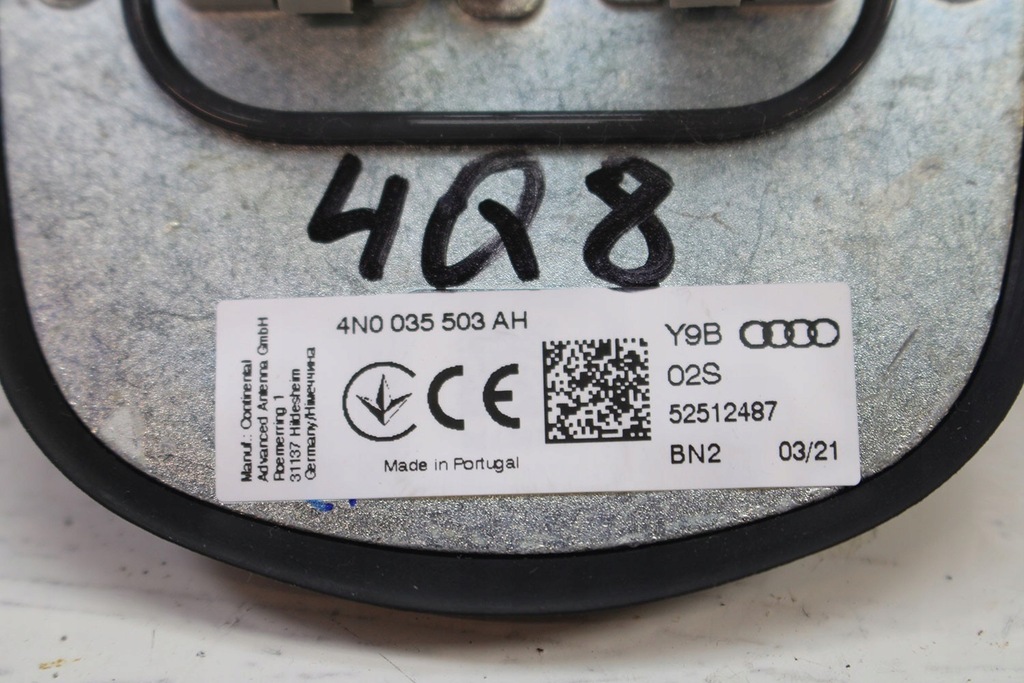 4Q8
Manuf.: Continental
Advanced Antenna GmbH
Roemerring 1
31137 Hildesheim
Germany/Німеччина
4N0 035 503 AH
CE
Made in Portugal
Y9B
02S
52512487
BN2 03/21